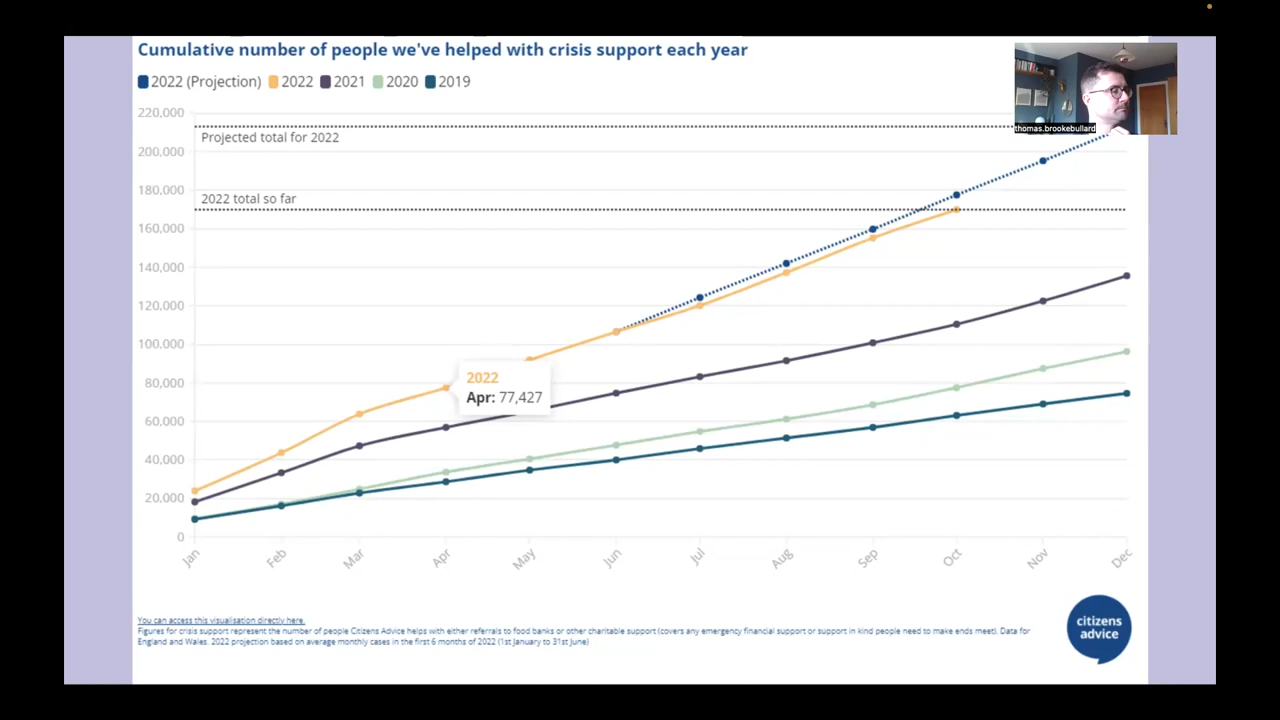 Cumulative number of people we've helped with crisis support each year
2022 (Projection) 2022 2021 2020 2019
220,000
Projected total for 2022
thomas.brookebullard
200,000
2022 total so far
180,000
160,000
140,000
120,000
100,000
80,000
2022
Apr: 77,427
60,000
40,000
20,000
0
Jan Feb Mar Apr May Jun Jul Aug Sep Oct Nov Dec
You can access this visualisation directly here.
Figures for crisis support represent the number of people Citizens Advice helps with either referrals to food banks or other charitable support (covers any emergency financial support or support in kind people need to make ends meet). Data for
England and Wales. 2022 projection based on average monthly cases in the first 6 months of 2022 (1st January to 31st June)
citizens
advice